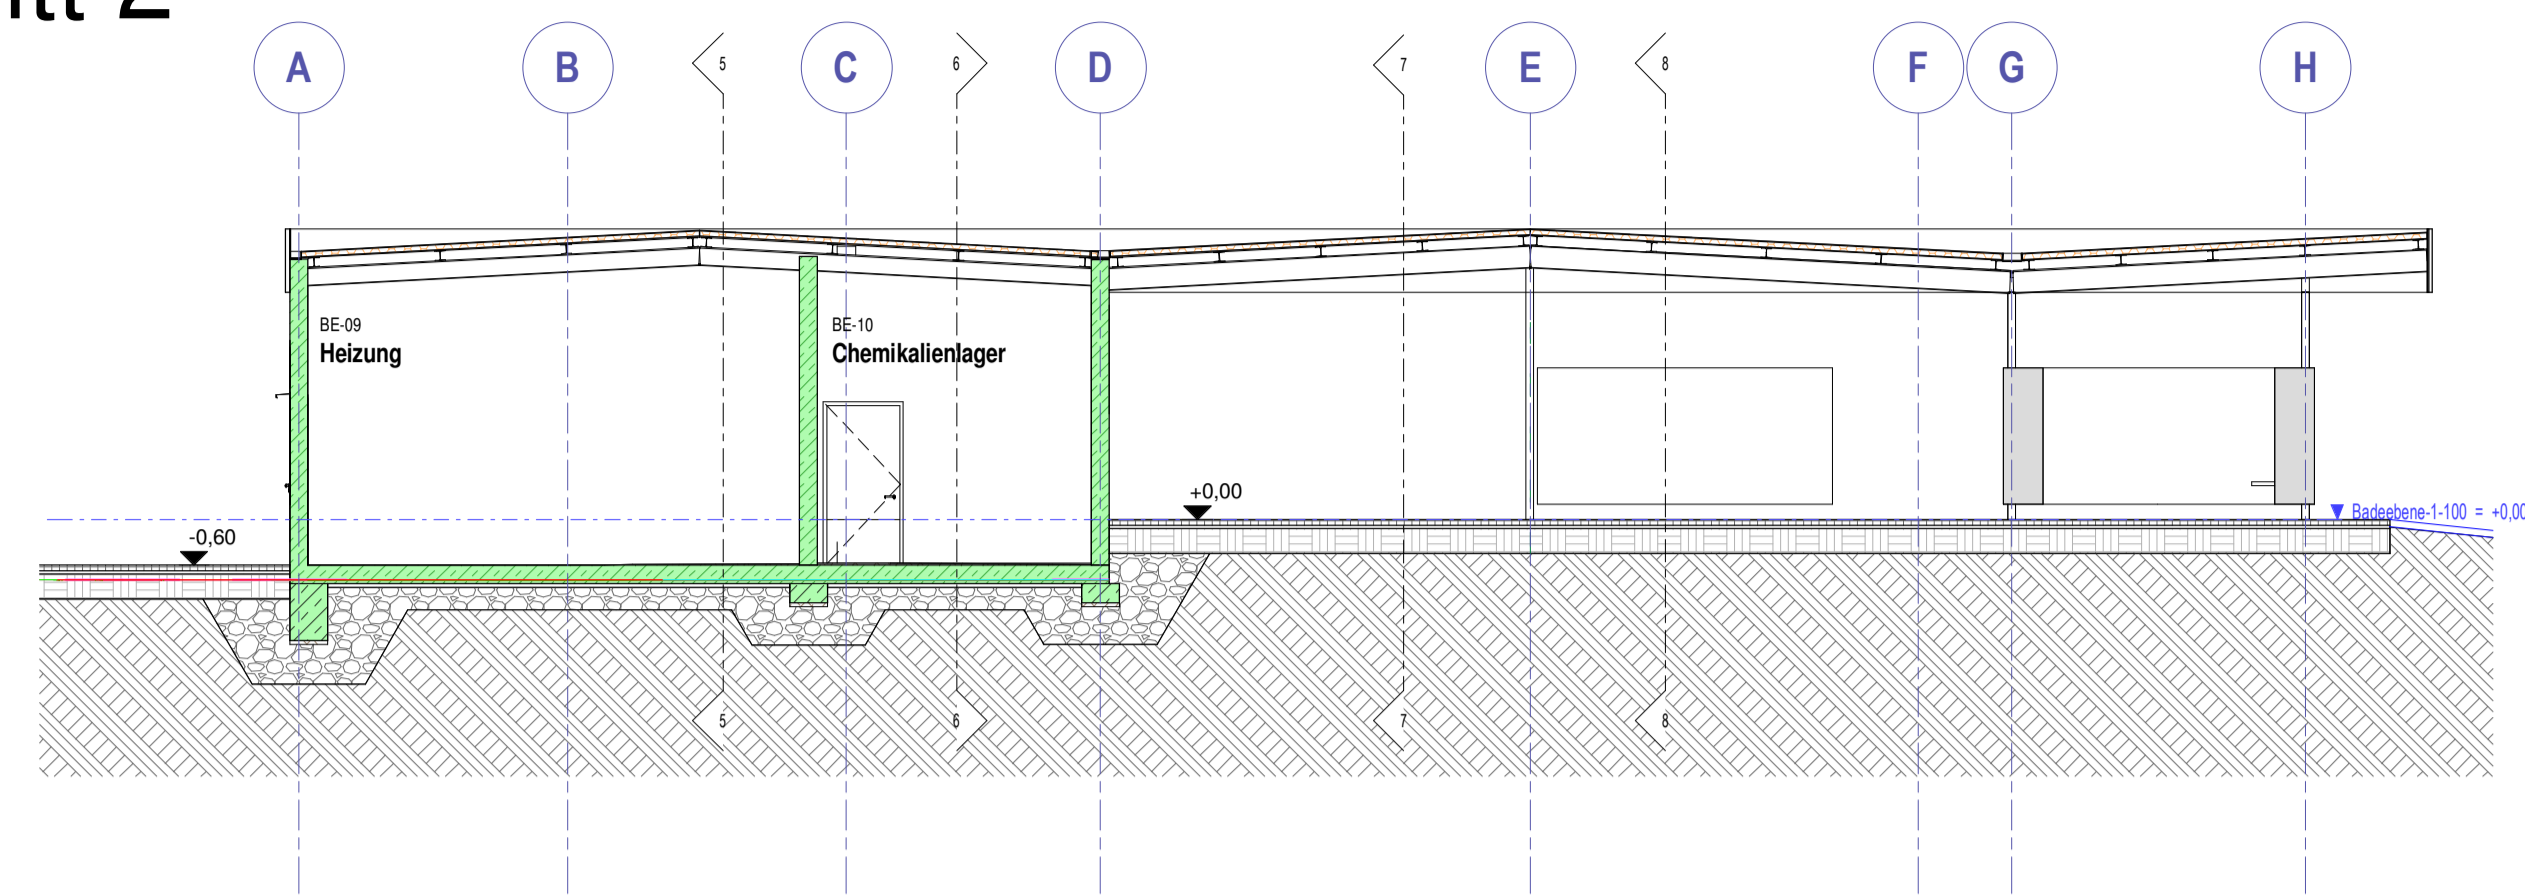 A B 5 C 6 D 7 E 8 F G H
BE-09
Heizung
BE-10
Chemikalienlager
+0,00
Badeebene-1-100 = +0,00
-0,60
5 6 7 8